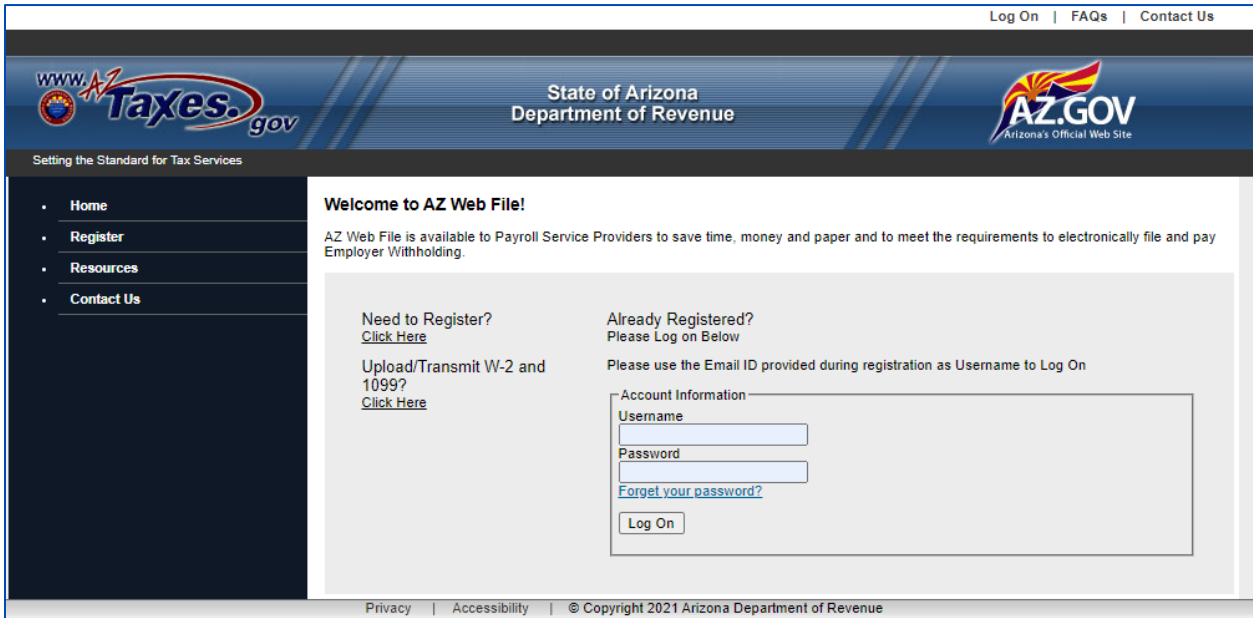 Log On | FAQs | Contact Us
www.AZTaxes.gov
State of Arizona
Department of Revenue
AZ.GOV
Arizona's Official Web Site
Setting the Standard for Tax Services
Home
Register
Resources
Contact Us
Welcome to AZ Web File!
AZ Web File is available to Payroll Service Providers to save time, money and paper and to meet the requirements to electronically file and pay
Employer Withholding.
Need to Register?
Click Here
Upload/Transmit W-2 and
1099?
Click Here
Already Registered?
Please Log on Below
Please use the Email ID provided during registration as Username to Log On
Account Information
Username
Password
Forget your password?
Log On
Privacy | Accessibility | © Copyright 2021 Arizona Department of Revenue